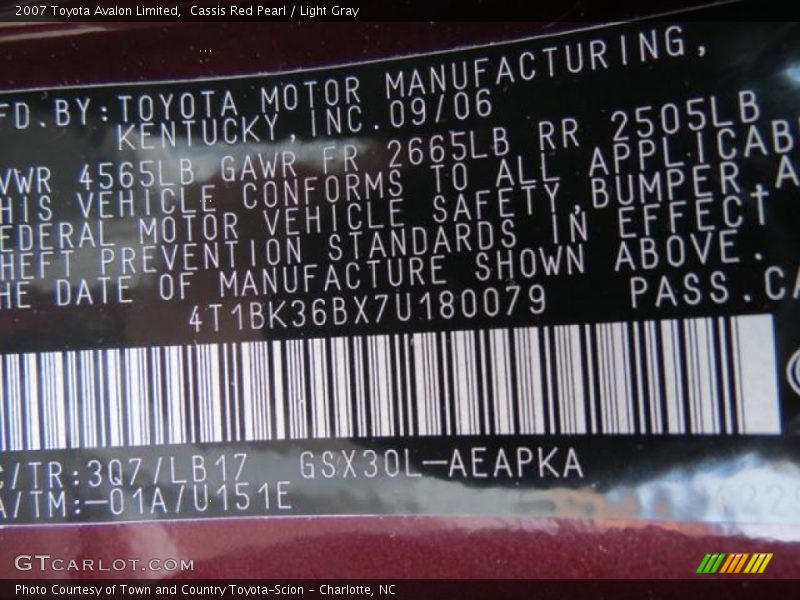 2007 Toyota Avalon Limited,  Cassis Red Pearl / Light Gray
FD.BY:TOYOTA MOTOR MANUFACTURING,
KENTUCKY,INC.09/06
VWR 4565LB GAWR FR 2665LB RR 2505LB
HIS VEHICLE CONFORMS TO ALL APPLICAB
EDERAL MOTOR VEHICLE SAFETY,BUMPER,A
HEFT PREVENTION STANDARDS IN EFFECT
HE DATE OF MANUFACTURE SHOWN ABOVE.
4T1BK36BX7U180079 PASS.CA
C/TR:3Q7/LB17 GSX30L-AEAPKA
A/TM:-01A/U151E
GTCARLOT.COM
Photo Courtesy of Town and Country Toyota-Scion - Charlotte, NC